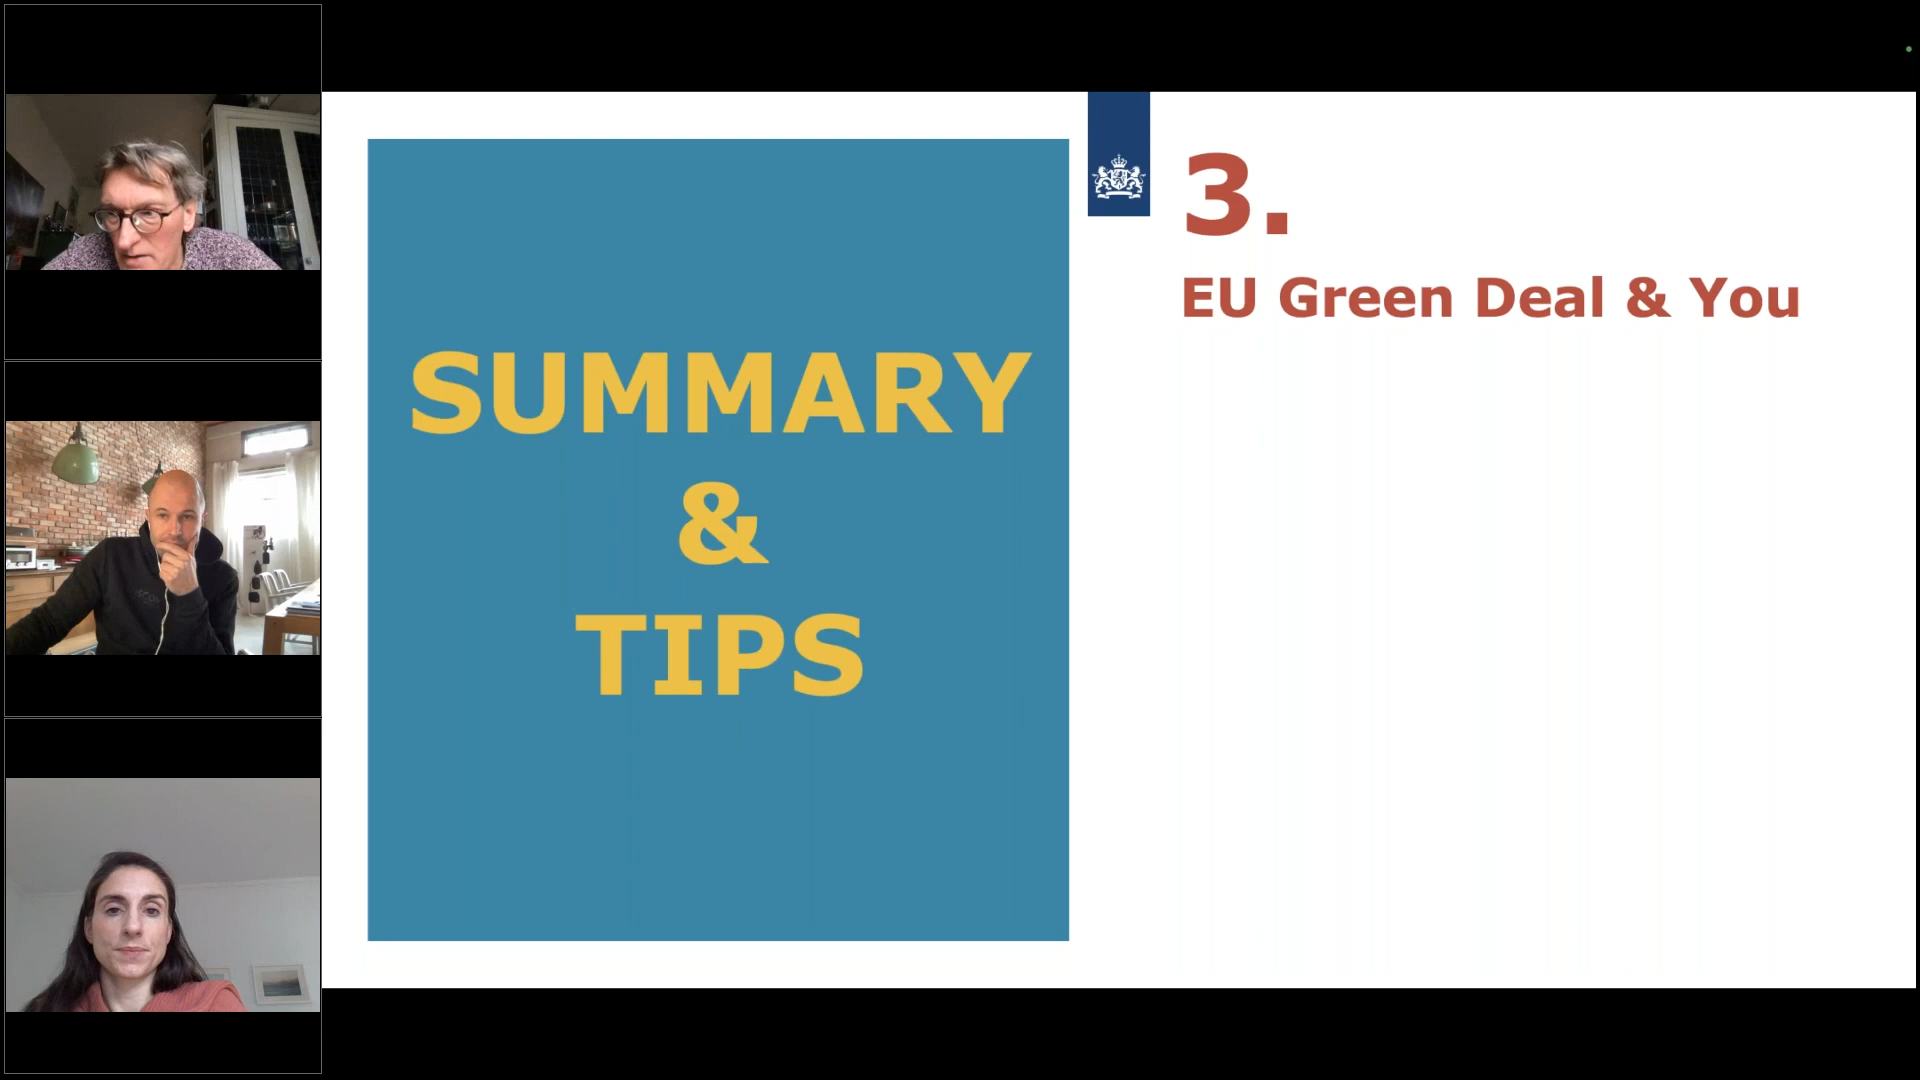 SUMMARY
&
TIPS
3.
EU Green Deal & You